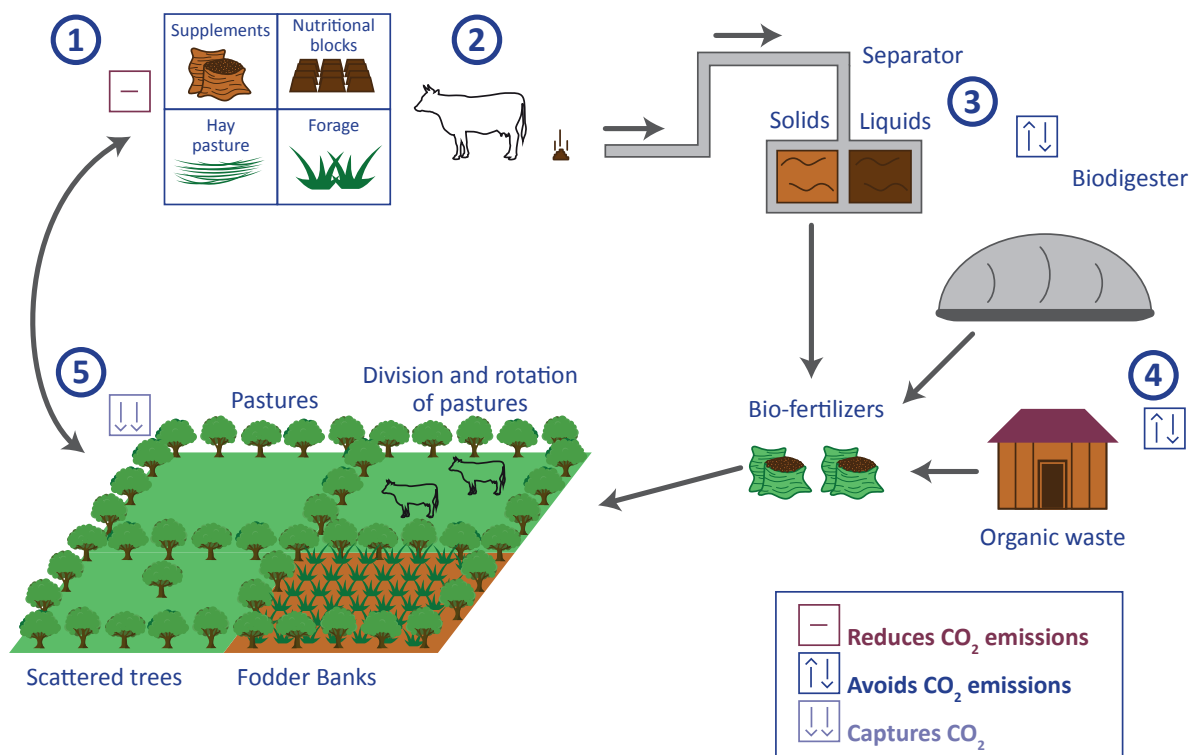 1
Supplements
Nutritional
blocks
Hay
pasture
Forage
2
Separator
3
Solids
Liquids
Biodigester
5
Pastures
Division and rotation
of pastures
4
Bio-fertilizers
Organic waste
Scattered trees
Fodder Banks
Reduces CO₂ emissions
Avoids CO₂ emissions
Captures CO₂